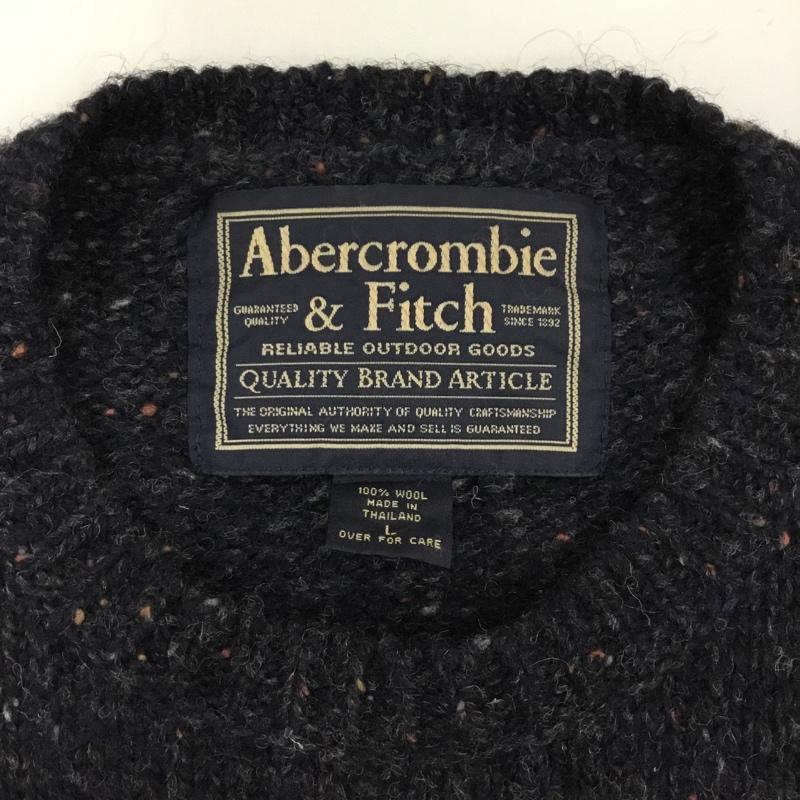 Abercrombie
GUARANTEED QUALITY & Fitch TRADEMARK SINCE 1892
RELIABLE OUTDOOR GOODS
QUALITY BRAND ARTICLE
THE ORIGINAL AUTHORITY OF QUALITY CRAFTSMANSHIP
EVERYTHING WE MAKE AND SELL IS GUARANTEED
100% WOOL
MADE IN
THAILAND
L
OVER FOR CARE